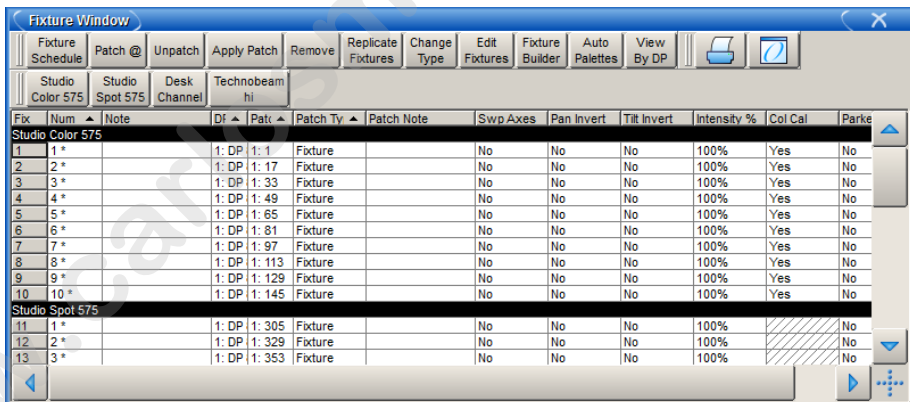 Fixture Window
Fixture Schedule Patch @ Unpatch Apply Patch Remove Replicate Fixtures Change Type Edit Fixtures Fixture Builder Auto Palettes View By DP
Studio Color 575 Studio Spot 575 Desk Channel Technobeam hi
Fix Num Note Patch Ty Patch Note Swp Axes Pan Invert Tilt Invert Intensity % Col Cal Parke
Studio Color 575
1 1 * 1: DP 1: 1 Fixture No No No 100% Yes No
2 2 * 1: DP 1: 17 Fixture No No No 100% Yes No
3 3 * 1: DP 1: 33 Fixture No No No 100% Yes No
4 4 * 1: DP 1: 49 Fixture No No No 100% Yes No
5 5 * 1: DP 1: 65 Fixture No No No 100% Yes No
6 6 * 1: DP 1: 81 Fixture No No No 100% Yes No
7 7 * 1: DP 1: 97 Fixture No No No 100% Yes No
8 8 * 1: DP 1: 113 Fixture No No No 100% Yes No
9 9 * 1: DP 1: 129 Fixture No No No 100% Yes No
10 10 * 1: DP 1: 145 Fixture No No No 100% Yes No
Studio Spot 575
11 1 * 1: DP 1: 305 Fixture No No No 100% No
12 2 * 1: DP 1: 329 Fixture No No No 100% No
13 3 * 1: DP 1: 353 Fixture No No No 100% No